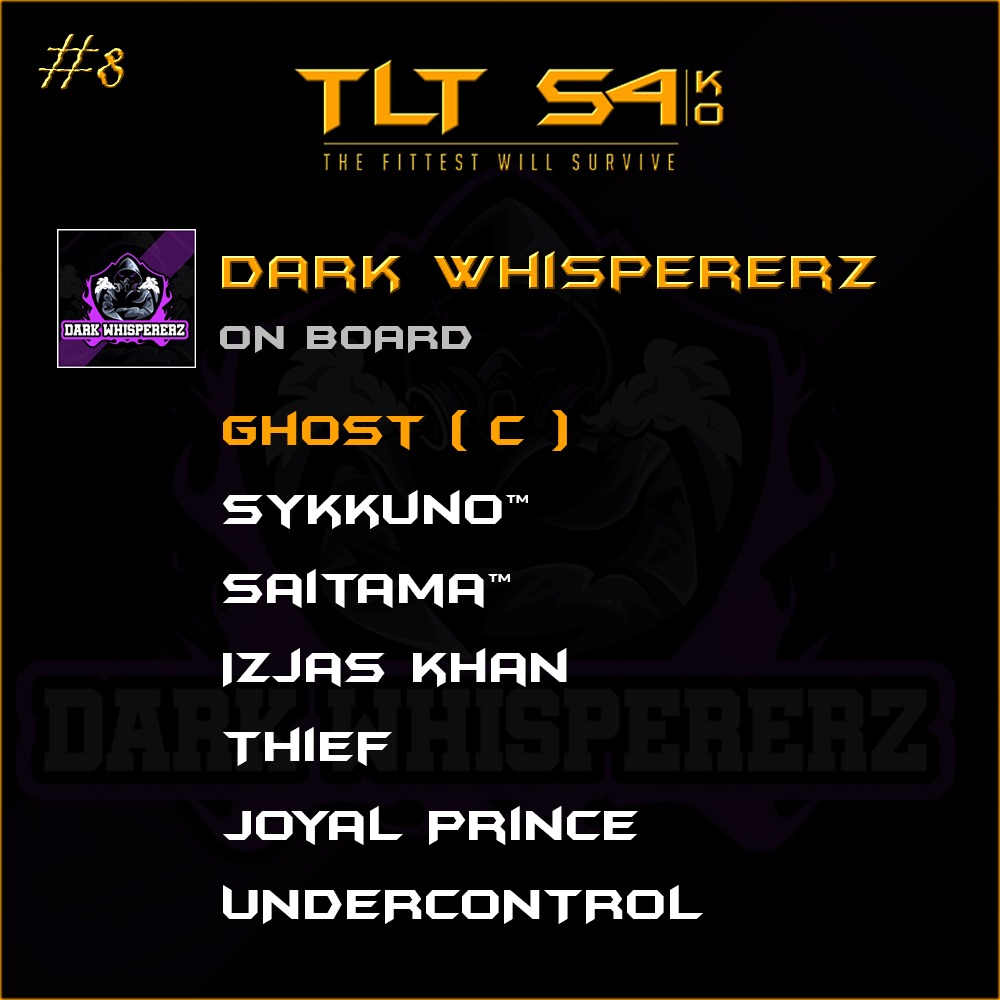 #8
TLT S4 KO
THE FITTEST WILL SURVIVE
DARK WHISPERERZ
DARK WHISPERERZ
ON BOARD
GHOST ( C )
SYKKUNO™
SAITAMA™
IZJAS KHAN
THIEF
DARK WHISPERERZ
JOYAL PRINCE
UNDERCONTROL